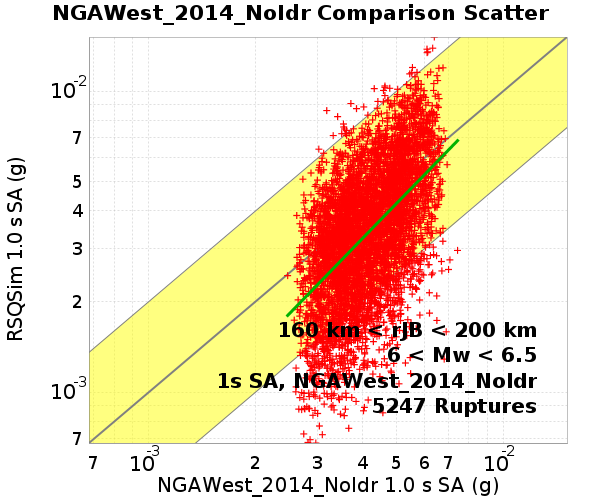 NGAWest_2014_NoIdr Comparison Scatter
RSQSim 1.0 s SA (g)
10-2
7
5
4
3
2
10-3
7
160 km < rJB < 200 km
6 < Mw < 6.5
1s SA, NGAWest_2014_NoIdr
5247 Ruptures
7 10-3 2 3 4 5 6 7 10-2
NGAWest_2014_NoIdr 1.0 s SA (g)